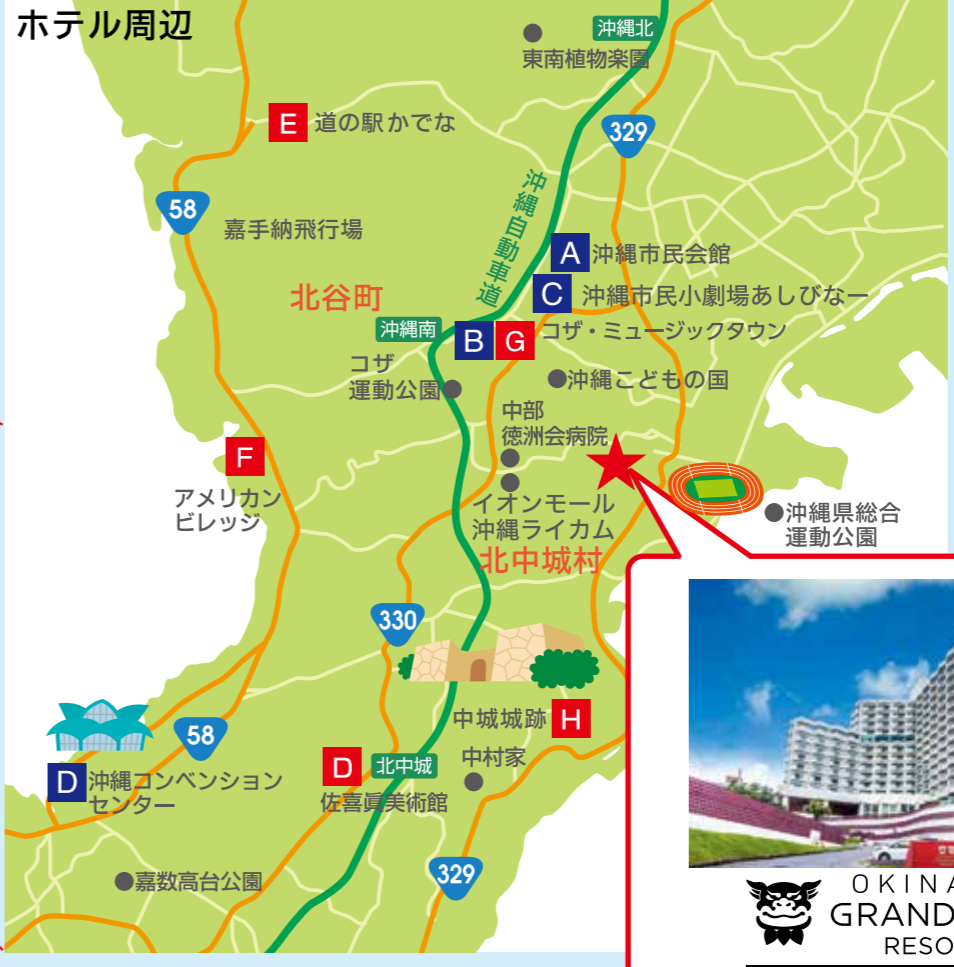 ホテル周辺
沖縄北
東南植物楽園
E 道の駅かでな
329
58
嘉手納飛行場
沖縄自動車道
A 沖縄市民会館
C 沖縄市民小劇場あしびなー
北谷町
沖縄南
B G コザ・ミュージックタウン
コザ
運動公園
沖縄こどもの国
中部
徳洲会病院
F
アメリカン
ビレッジ
イオンモール
沖縄ライカム
沖縄県総合
運動公園
北中城村
330
中城城跡 H
58
D 沖縄コンベンション
センター
D
北中城
佐喜眞美術館
中村家
329
嘉数高台公園
OKINA
GRAND
RESO